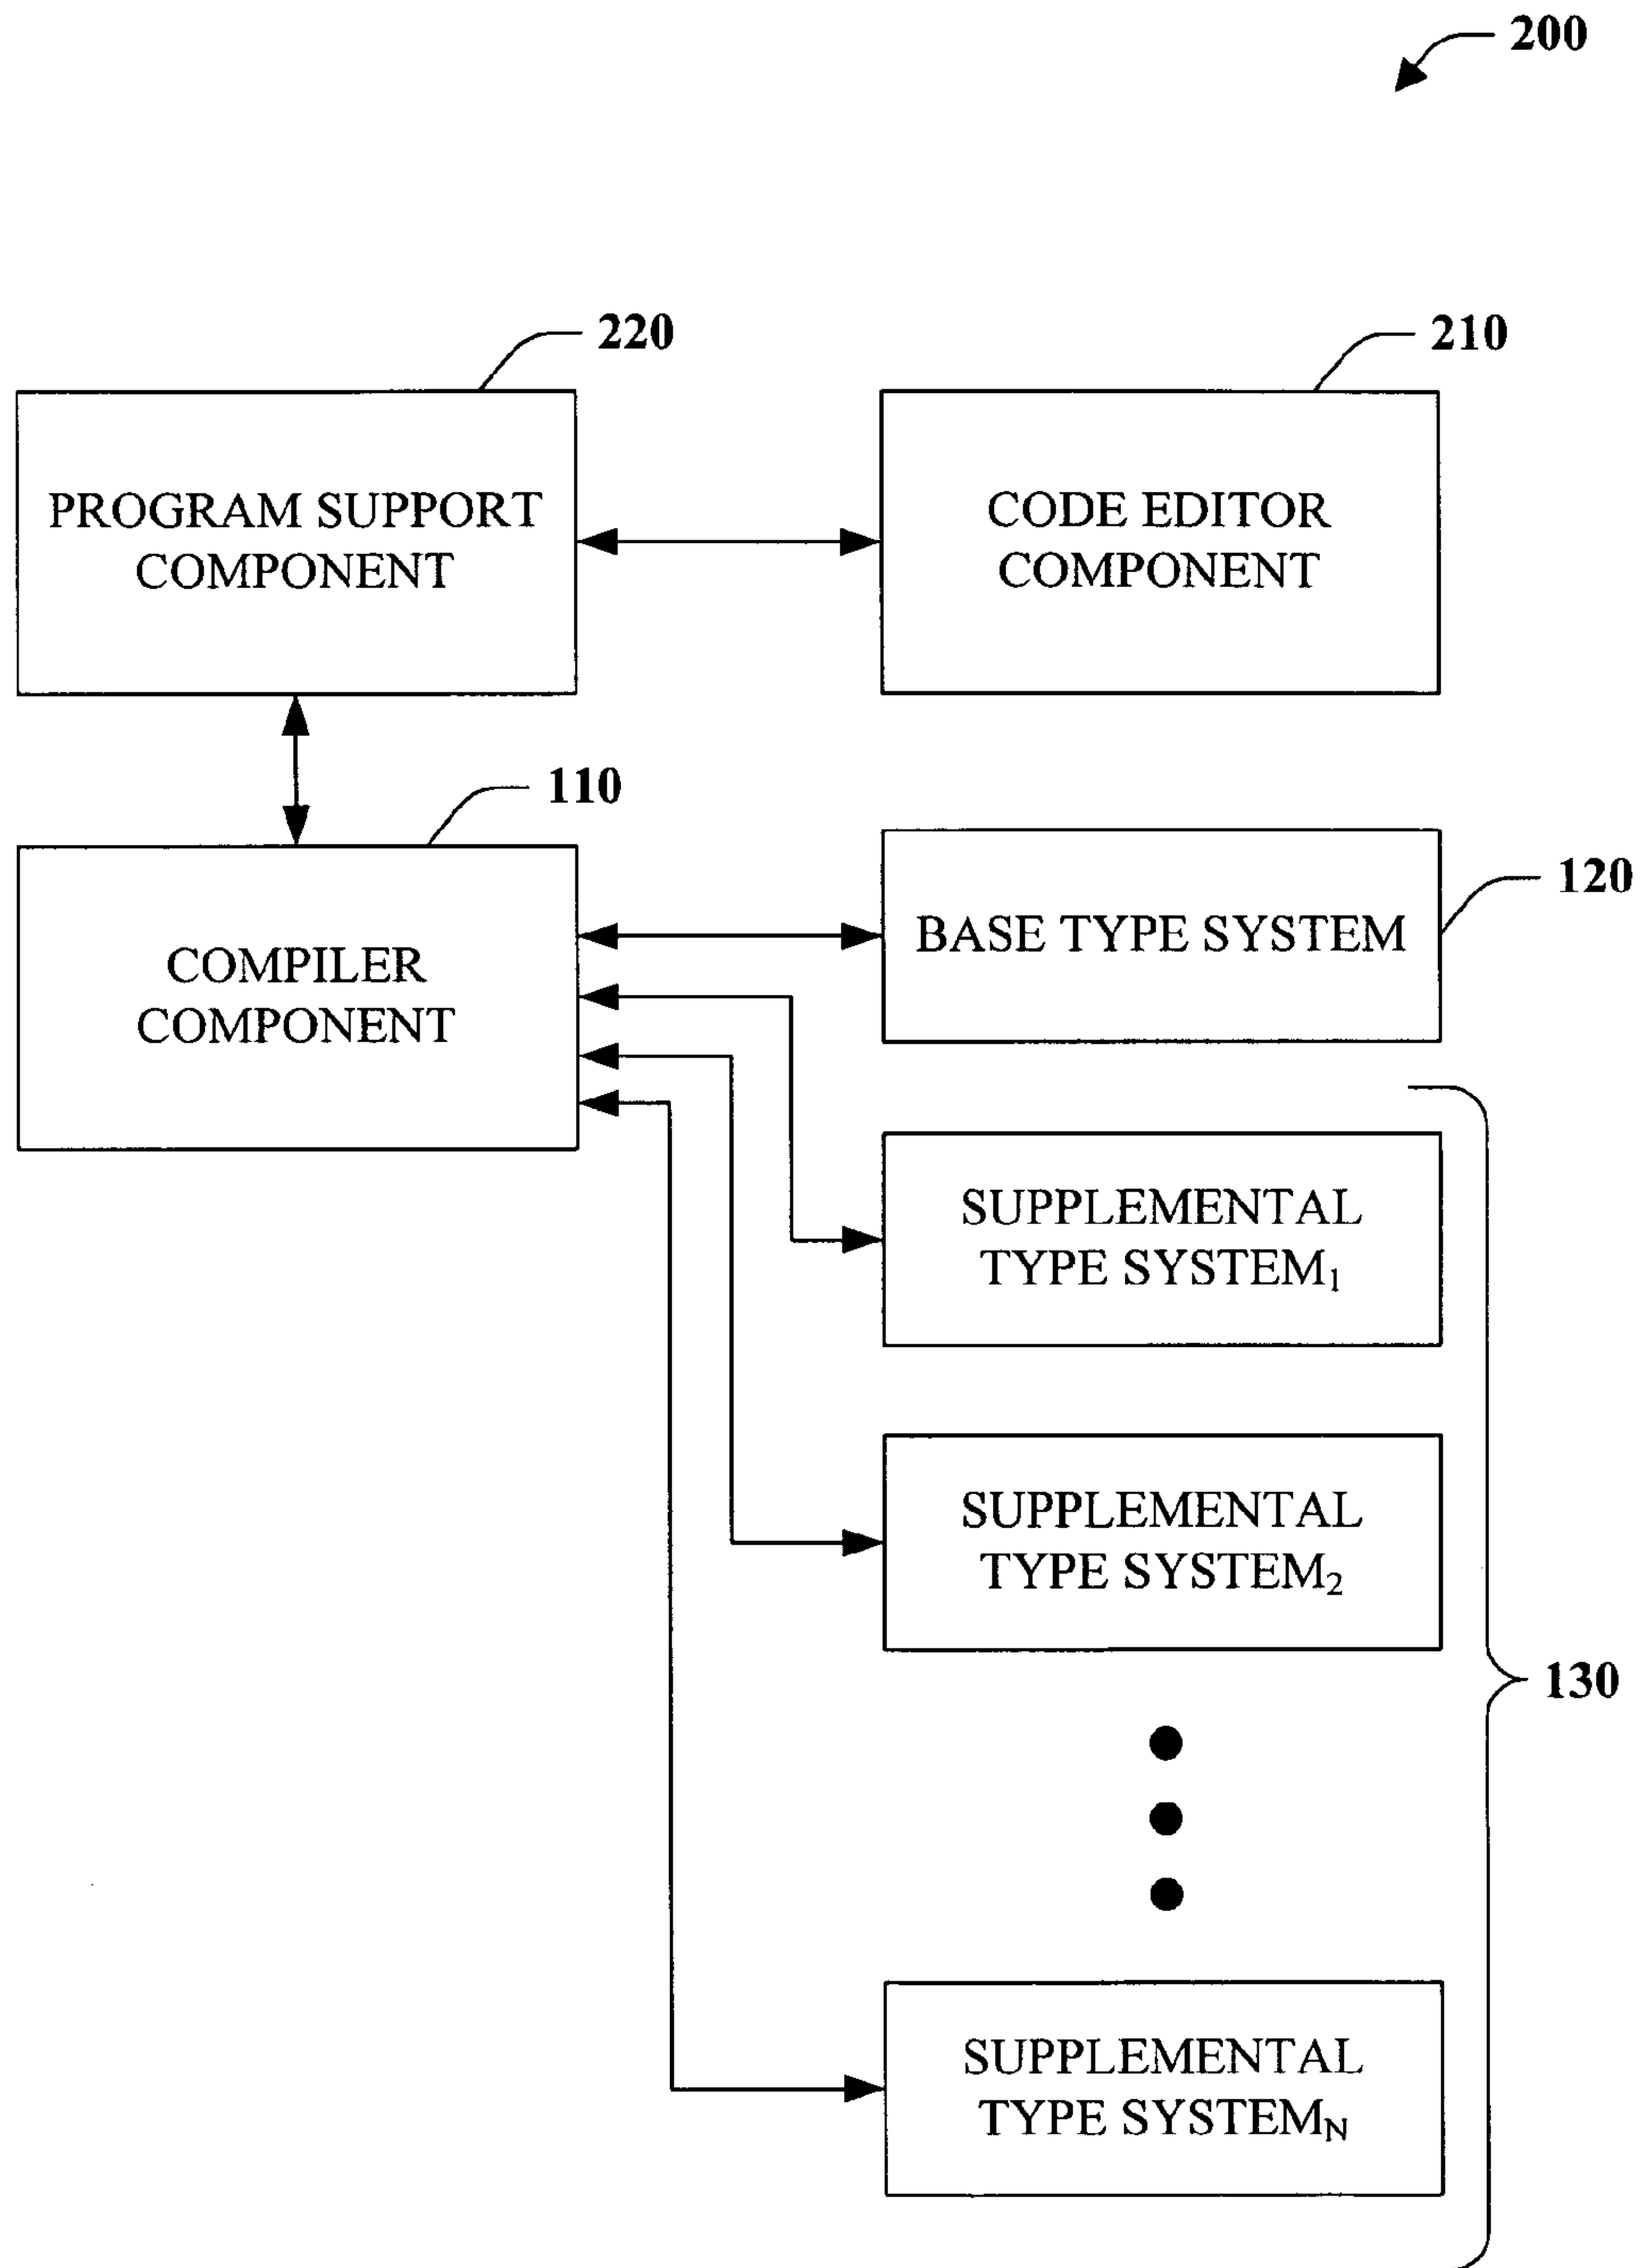 200
220
210
PROGRAM SUPPORT
COMPONENT
CODE EDITOR
COMPONENT
110
120
COMPILER
COMPONENT
BASE TYPE SYSTEM
SUPPLEMENTAL
TYPE SYSTEM₁
SUPPLEMENTAL
TYPE SYSTEM₂
130
SUPPLEMENTAL
TYPE SYSTEM_N